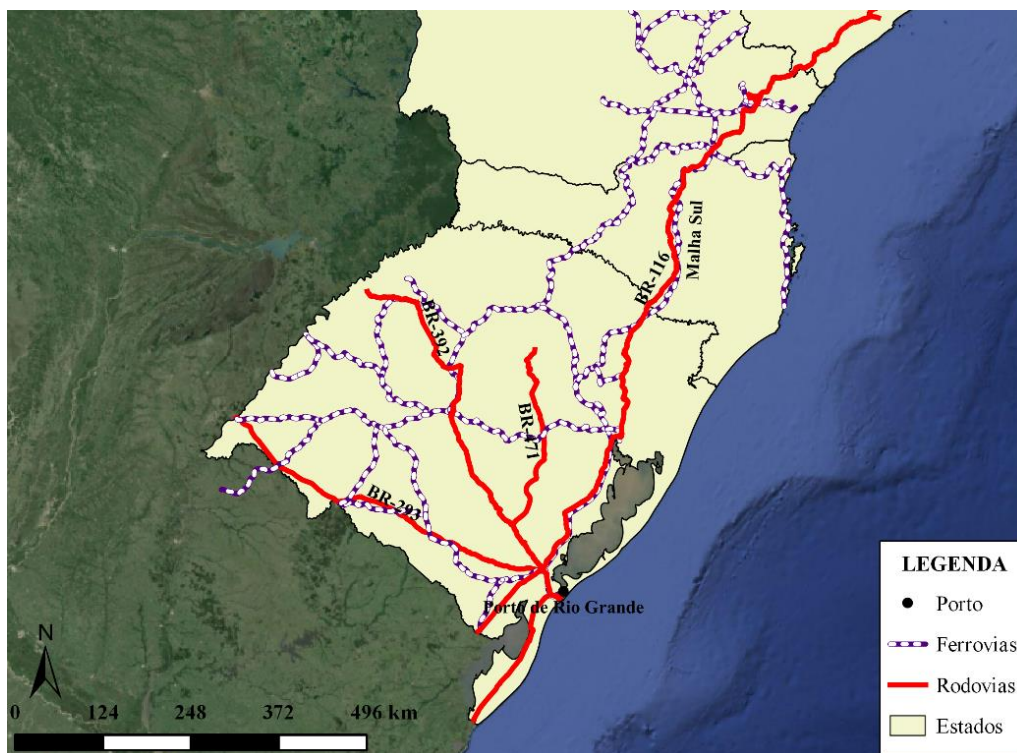 Malha Sul
BR-116
BR-392
BR-471
BR-293
Porto de Rio Grande
N
0 124 248 372 496 km
LEGENDA
Porto
Ferrovias
Rodovias
Estados